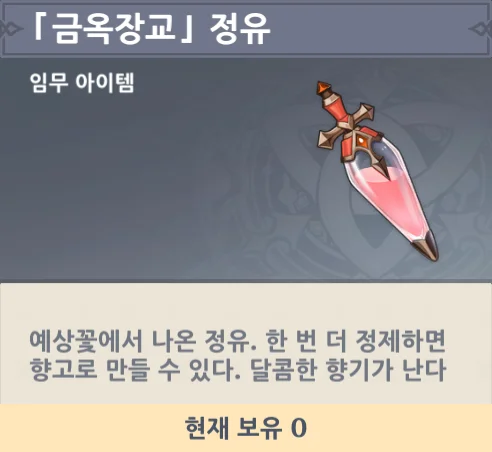 「금옥장교」 정유
임무 아이템
예상꽃에서 나온 정유. 한 번 더 정제하면
향고로 만들 수 있다. 달콤한 향기가 난다
현재 보유 0